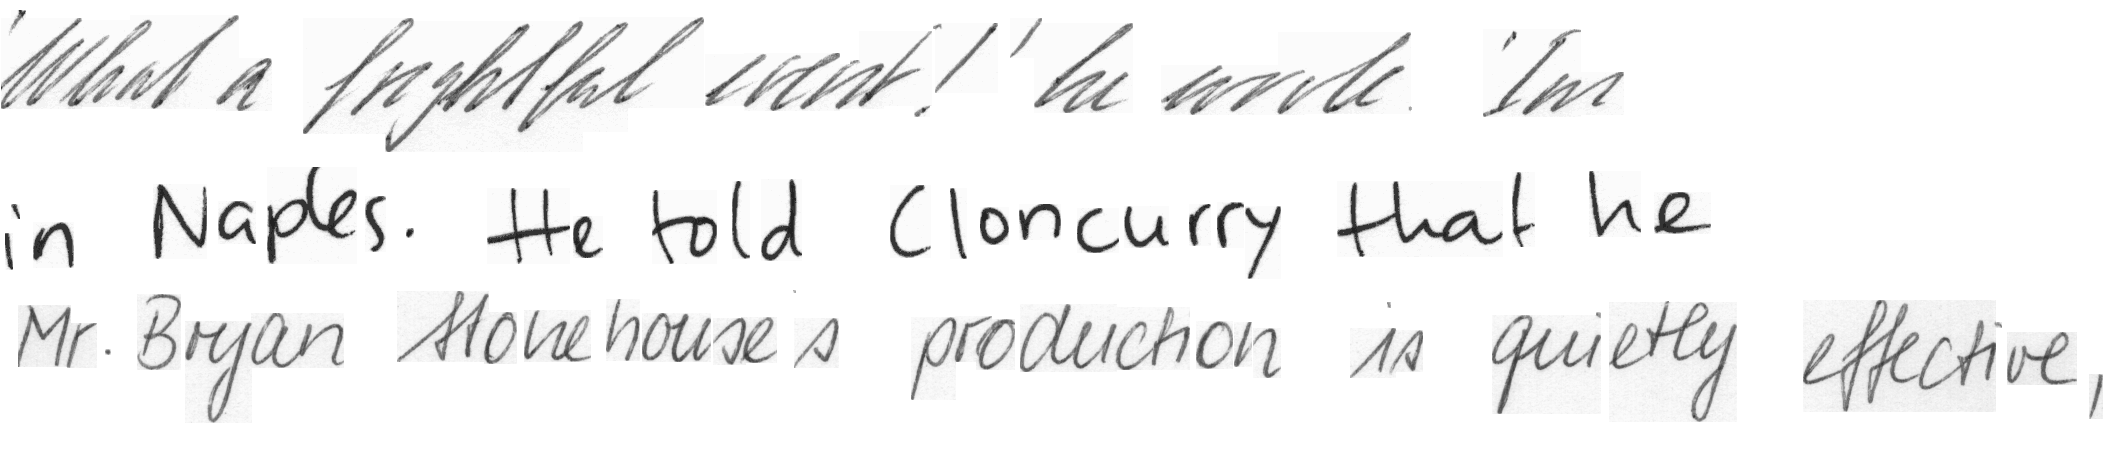 'What a frightful event!' he wrote. 'I'm
in Naples. He told Cloncurry that he
Mr. Bryan Stonehouse's production is quietly effective,